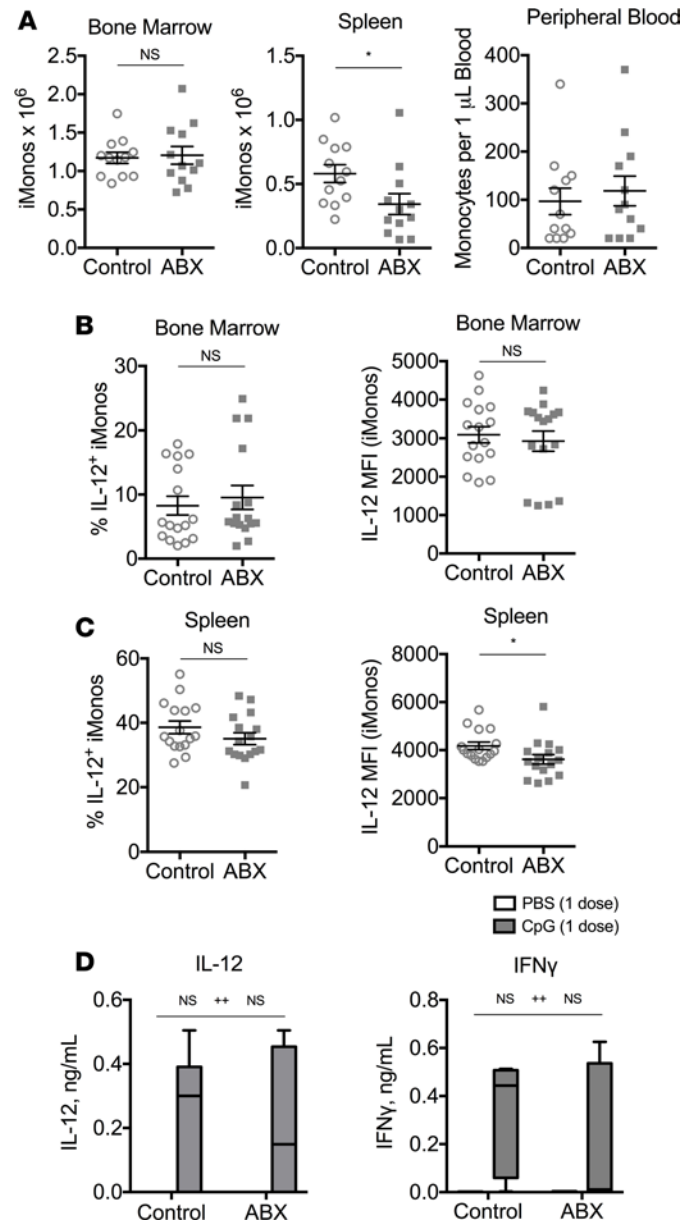 A
Bone Marrow
NS
iMonos x 10⁶
2.5
2.0
1.5
1.0
0.5
0.0
Control ABX
Spleen
*
iMonos x 10⁶
1.5
1.0
0.5
0.0
Control ABX
Peripheral Blood
Monocytes per 1 μL Blood
400
300
200
100
0
Control ABX
B
Bone Marrow
NS
% IL-12⁺ iMonos
30
20
10
0
Control ABX
Bone Marrow
NS
IL-12 MFI (iMonos)
5000
4000
3000
2000
1000
0
Control ABX
C
Spleen
NS
% IL-12⁺ iMonos
60
40
20
0
Control ABX
Spleen
*
IL-12 MFI (iMonos)
8000
6000
4000
2000
0
Control ABX
PBS (1 dose)
CpG (1 dose)
D
IL-12
NS ++ NS
IL-12, ng/mL
0.6
0.4
0.2
0.0
Control ABX
IFNγ
NS ++ NS
IFNγ, ng/mL
0.8
0.6
0.4
0.2
0.0
Control ABX